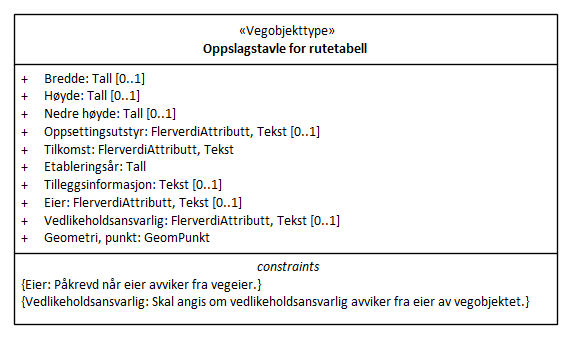 «Vegobjekttype»
Oppslagstavle for rutetabell
+ Bredde: Tall [0..1]
+ Høyde: Tall [0..1]
+ Nedre høyde: Tall [0..1]
+ Oppsettingsutstyr: FlerverdiAttributt, Tekst [0..1]
+ Tilkomst: FlerverdiAttributt, Tekst
+ Etableringsår: Tall
+ Tilleggsinformasjon: Tekst [0..1]
+ Eier: FlerverdiAttributt, Tekst [0..1]
+ Vedlikeholdsansvarlig: FlerverdiAttributt, Tekst [0..1]
+ Geometri, punkt: GeomPunkt
constraints
{Eier: Påkrevd når eier avviker fra vegeier.}
{Vedlikeholdsansvarlig: Skal angis om vedlikeholdsansvarlig avviker fra eier av vegobjektet.}